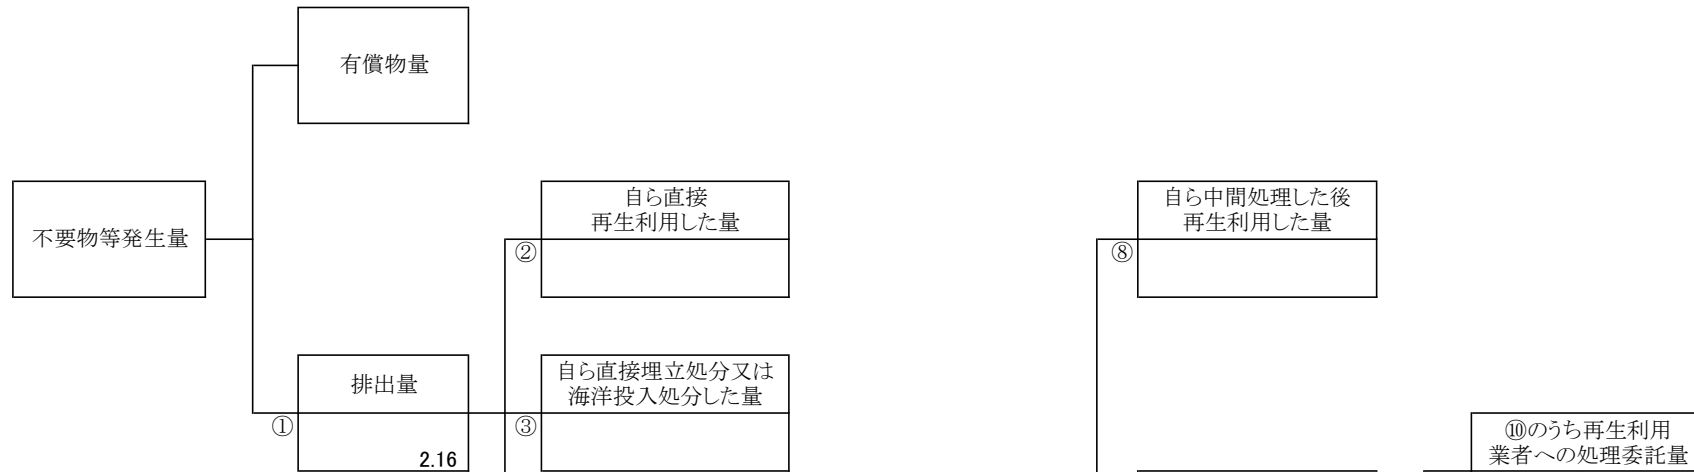 有償物量
不要物等発生量
自ら直接
再生利用した量
②
自ら中間処理した後
再生利用した量
⑧
排出量
①
2.16
自ら直接埋立処分又は
海洋投入処分した量
③
⑩のうち再生利用
業者への処理委託量